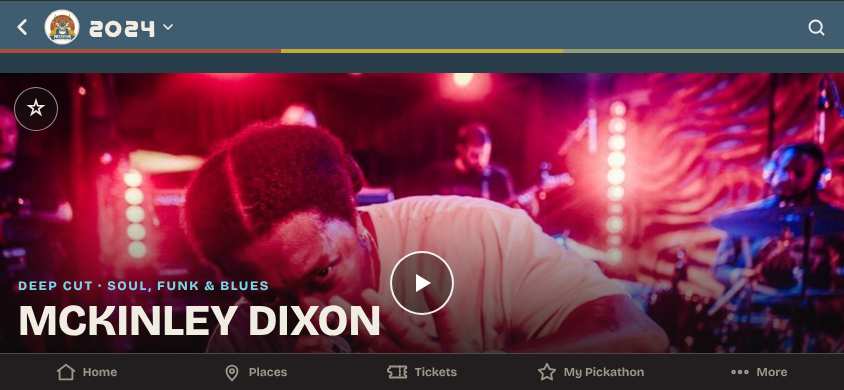 2024
DEEP CUT · SOUL, FUNK & BLUES
MCKINLEY DIXON
Home Places Tickets My Pickathon More